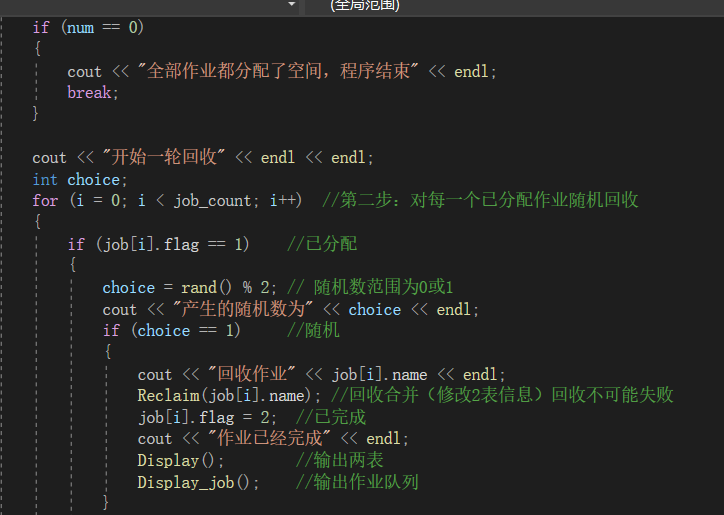 (全局范围)
if (num == 0)
{
cout << "全部作业都分配了空间，程序结束" << endl;
break;
}
cout << "开始一轮回收" << endl << endl;
int choice;
for (i = 0; i < job_count; i++) //第二步：对每一个已分配作业随机回收
{
if (job[i].flag == 1) //已分配
{
choice = rand() % 2; // 随机数范围为0或1
cout << "产生的随机数为" << choice << endl;
if (choice == 1) //随机
{
cout << "回收作业" << job[i].name << endl;
Reclaim(job[i].name); //回收合并（修改2表信息）回收不可能失败
job[i].flag = 2; //已完成
cout << "作业已经完成" << endl;
Display(); //输出两表
Display_job(); //输出作业队列
}